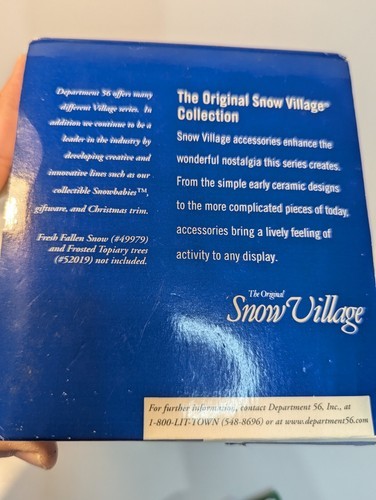 Department 56 offers many
different Village series. In
addition we continue to be a
leader in the industry by
developing creative and
innovative lines such as our
collectible Snowbabies™,
giftware, and Christmas trim.
Fresh Fallen Snow (#49979)
and Frosted Topiary trees
(#52019) not included.
The Original Snow Village®
Collection
Snow Village accessories enhance the
wonderful nostalgia this series creates.
From the simple early ceramic designs
to the more complicated pieces of today,
accessories bring a lively feeling of
activity to any display.
The Original
Snow Village
For further information, contact Department 56, Inc., at
1-800-LIT-TOWN (548-8696) or at www.department56.com